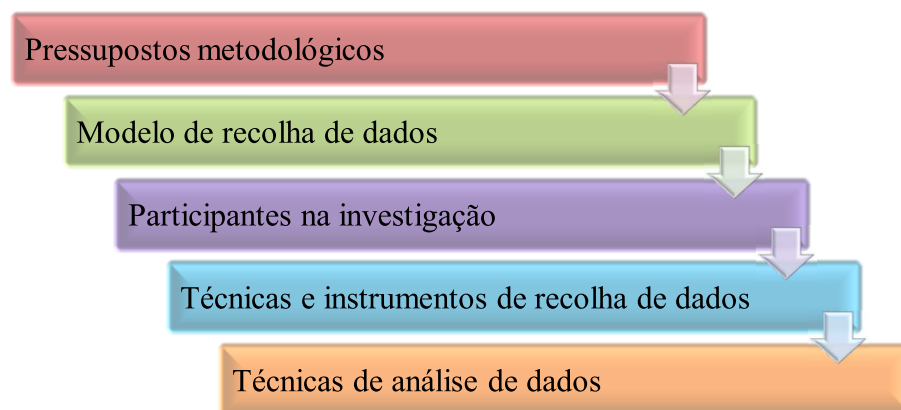 Pressupostos metodológicos
Modelo de recolha de dados
Participantes na investigação
Técnicas e instrumentos de recolha de dados
Técnicas de análise de dados